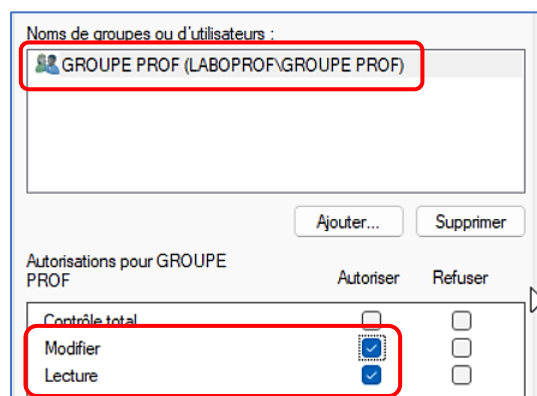 Noms de groupes ou d'utilisateurs :
GROUPE PROF (LABOPROF\GROUPE PROF)
Ajouter... Supprimer
Autorisations pour GROUPE
PROF Autoriser Refuser
Contrôle total
Modifier
Lecture